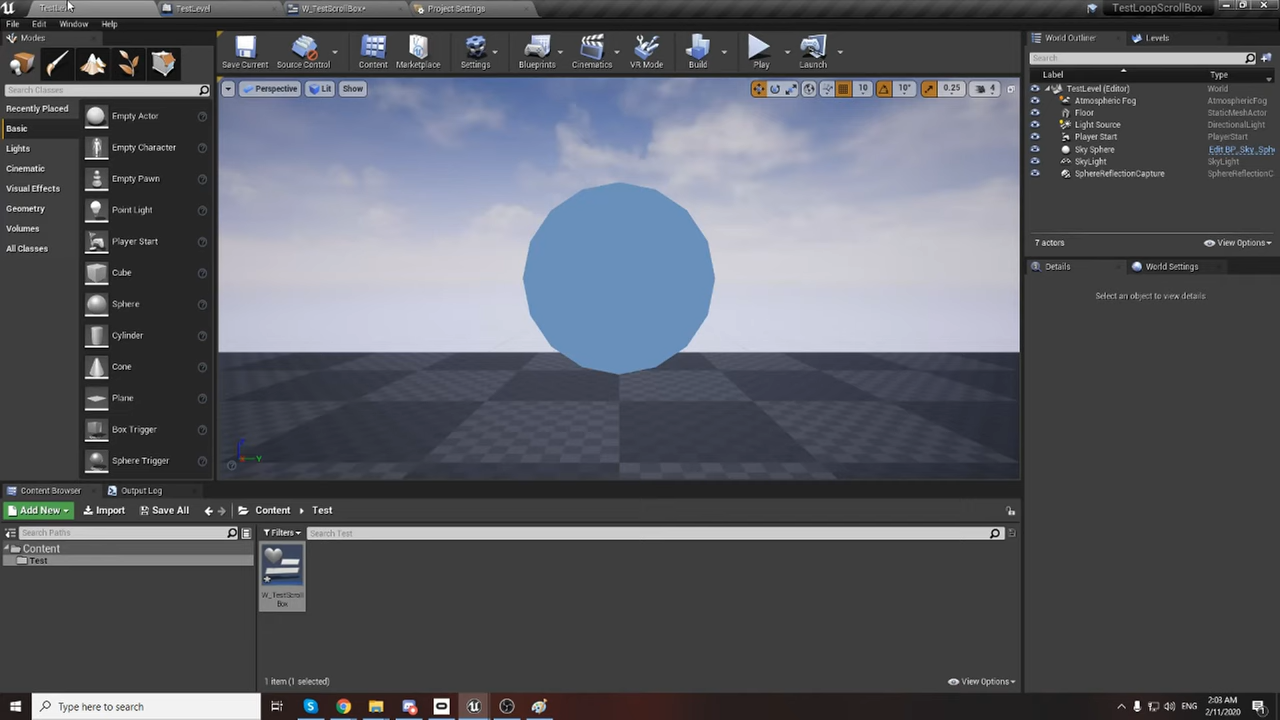 TestLevel
TestLevel
W_TestScrollBox*
Project Settings
TestLoopScrollBox
File
Edit
Window
Help
Modes
Search Classes
Recently Placed
Basic
Lights
Cinematic
Visual Effects
Geometry
Volumes
All Classes
Empty Actor
Empty Character
Empty Pawn
Point Light
Player Start
Cube
Sphere
Cylinder
Cone
Plane
Box Trigger
Sphere Trigger
Save Current
Source Control
Content
Marketplace
Settings
Blueprints
Cinematics
VR Mode
Build
Play
Launch
Perspective
Lit
Show
10
10°
0.25
4
World Outliner
Levels
Search
Label
Type
TestLevel (Editor)
World
Atmospheric Fog
AtmosphericFog
Floor
StaticMeshActor
Light Source
DirectionalLight
Player Start
PlayerStart
Sky Sphere
Edit BP_Sky_Sph
SkyLight
SkyLight
SphereReflectionCapture
SphereReflectionC
7 actors
View Options
Details
World Settings
Select an object to view details
Content Browser
Output Log
Add New
Import
Save All
Content
Test
Search Paths
Filters
Search Test
Content
Test
W_TestScroll
Box
1 item (1 selected)
View Options
Type here to search
ENG
2:03 AM
2/11/2020
1